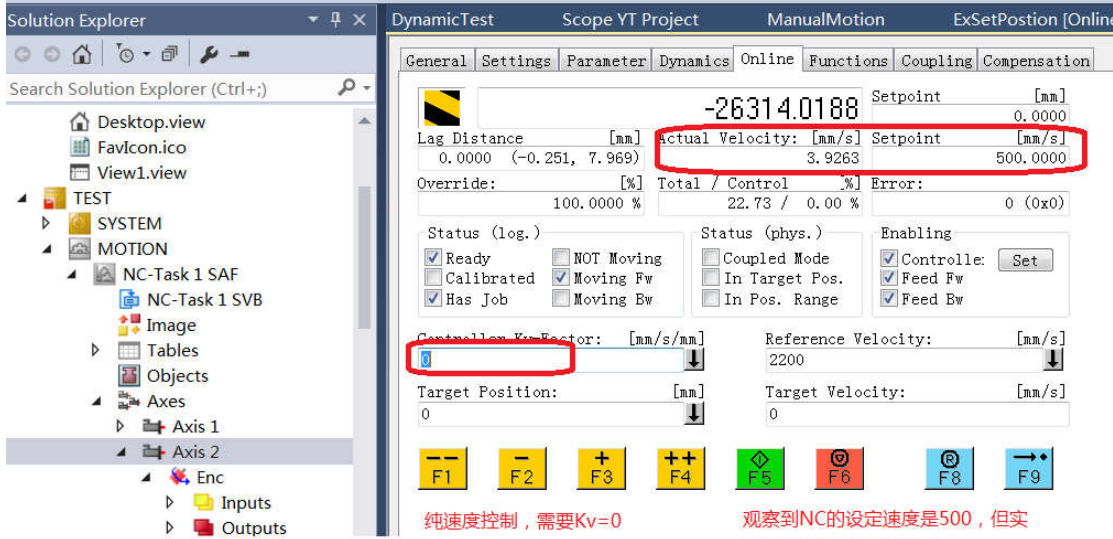 Solution Explorer
DynamicTest Scope YT Project ManualMotion ExSetPostion [Online
General Settings Parameter Dynamics Online Functions Coupling Compensation
Search Solution Explorer (Ctrl+;)
Desktop.view
FavIcon.ico
View1.view
TEST
SYSTEM
MOTION
NC-Task 1 SAF
NC-Task 1 SVB
Image
Tables
Objects
Axes
Axis 1
Axis 2
Enc
Inputs
Outputs
-26314.0188
Setpoint [mm]
0.0000
Lag Distance [mm] Actual Velocity: [mm/s] Setpoint [mm/s]
0.0000 (-0.251, 7.969) 3.9263 500.0000
Override: [%] Total / Control %] Error:
100.0000 % 22.73 / 0.00 % 0 (0x0)
Status (log.) Status (phys.) Enabling
Ready NOT Moving Coupled Mode Controlle: Set
Calibrated Moving Fw In Target Pos. Feed Fw
Has Job Moving Bw In Pos. Range Feed Bw
[mm/s/mm] Reference Velocity: [mm/s]
0 2200
Target Position: [mm] Target Velocity: [mm/s]
0 0
-- - + ++
F1 F2 F3 F4 F5 F6 F8 F9
纯速度控制，需要Kv=0 观察到NC的设定速度是500，但实